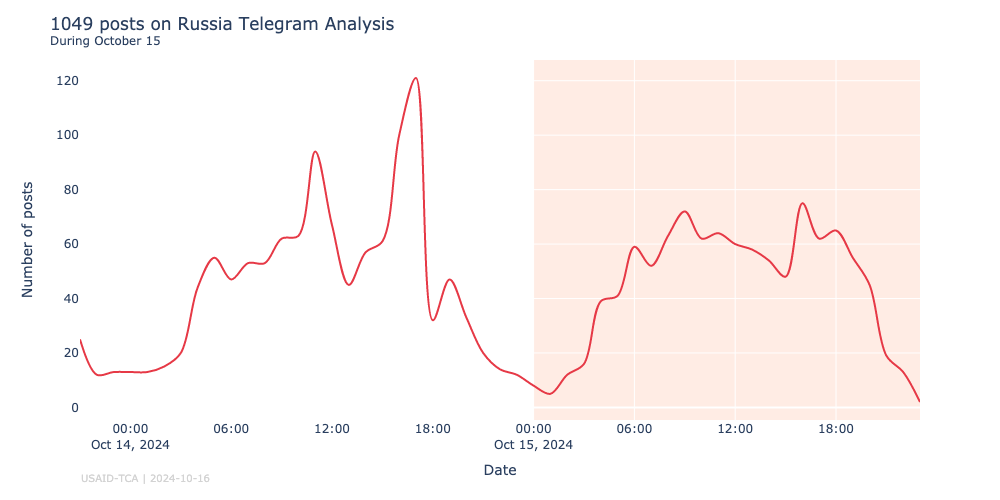 1049 posts on Russia Telegram Analysis
During October 15
Number of posts
120
100
80
60
40
20
0
00:00 06:00 12:00 18:00 00:00 06:00 12:00 18:00
Oct 14, 2024 Oct 15, 2024
Date
USAID-TCA | 2024-10-16